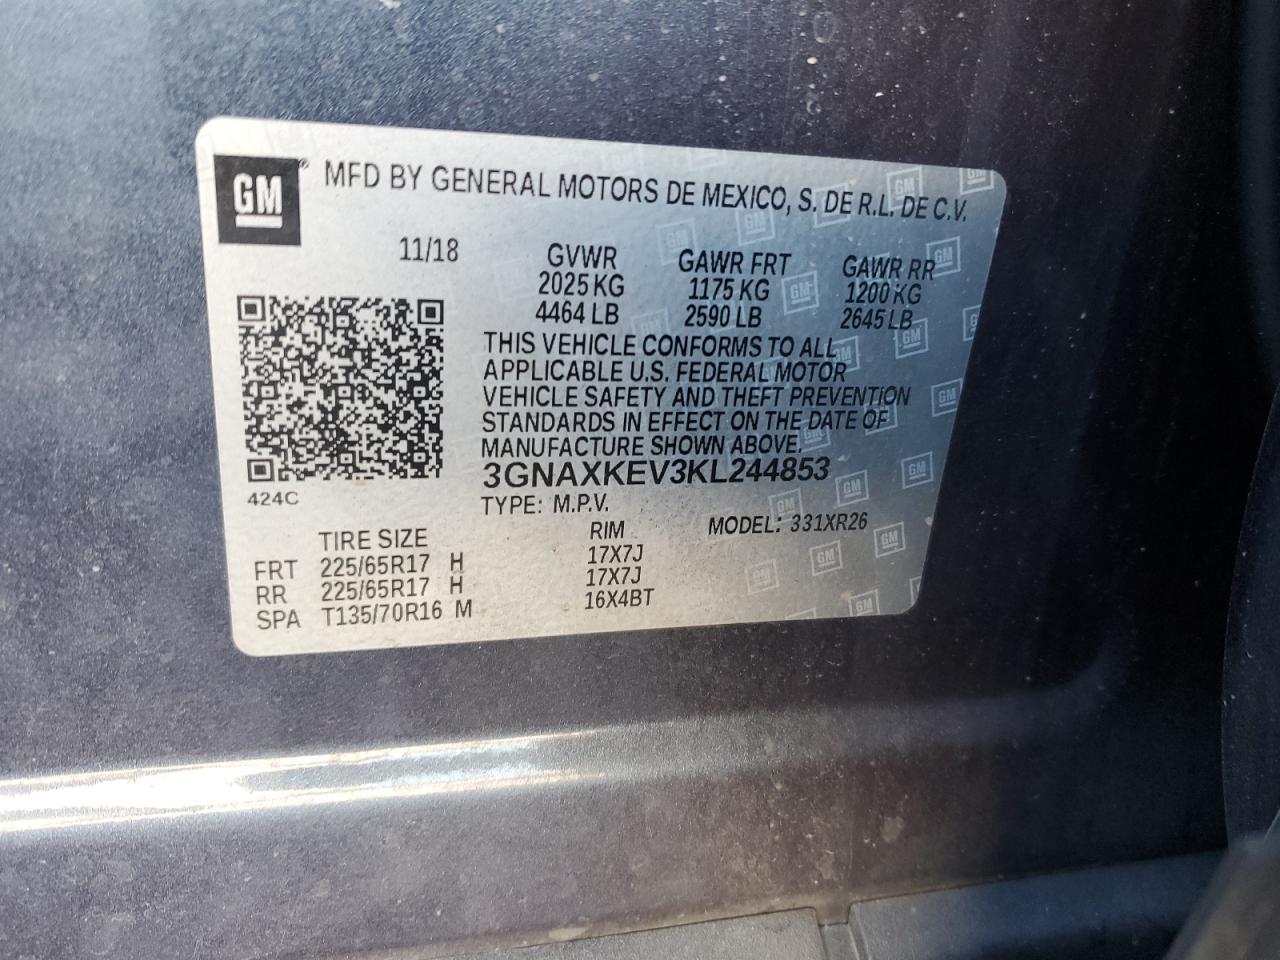 GM® MFD BY GENERAL MOTORS DE MEXICO, S. DE R.L. DE C.V.
11/18 GVWR GAWR FRT GAWR RR
2025 KG 1175 KG 1200 KG
4464 LB 2590 LB 2645 LB
THIS VEHICLE CONFORMS TO ALL
APPLICABLE U.S. FEDERAL MOTOR
VEHICLE SAFETY AND THEFT PREVENTION
STANDARDS IN EFFECT ON THE DATE OF
MANUFACTURE SHOWN ABOVE.
3GNAXKEV3KL244853
424C
TYPE: M.P.V.
TIRE SIZE RIM MODEL: 331XR26
FRT 225/65R17 H 17X7J
RR 225/65R17 H 17X7J
SPA T135/70R16 M 16X4BT